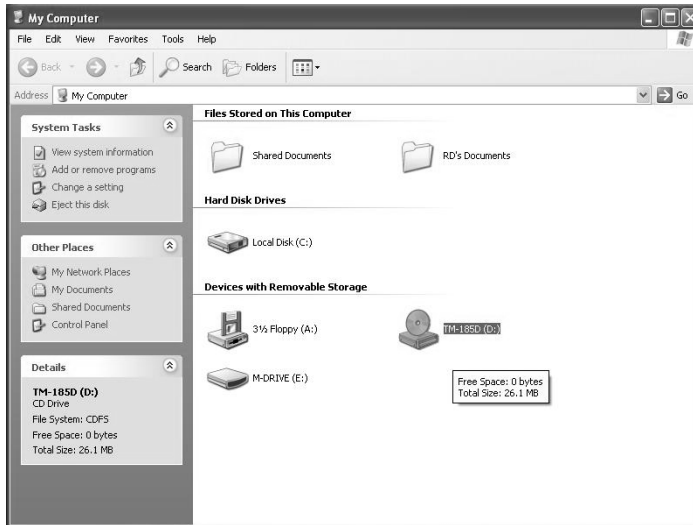 My Computer
File Edit View Favorites Tools Help
Back Search Folders
Address My Computer Go
System Tasks
View system information
Add or remove programs
Change a setting
Eject this disk
Other Places
My Network Places
My Documents
Shared Documents
Control Panel
Details
TM-185D (D:)
CD Drive
File System: CDFS
Free Space: 0 bytes
Total Size: 26.1 MB
Files Stored on This Computer
Shared Documents RD's Documents
Hard Disk Drives
Local Disk (C:)
Devices with Removable Storage
3½ Floppy (A:) TM-185D (D:)
M-DRIVE (E:)
Free Space: 0 bytes
Total Size: 26.1 MB